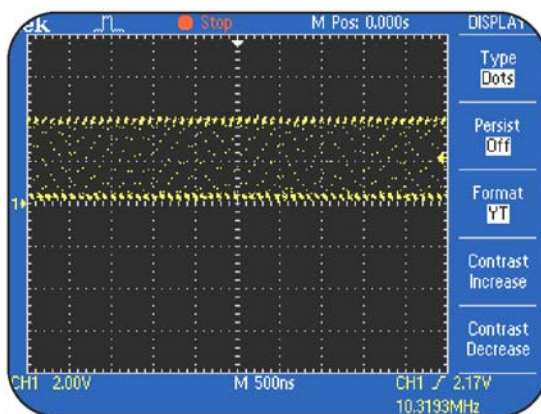 ek Stop M Pos: 0.000s DISPLAY
Type
Dots
Persist
Off
Format
YT
1
Contrast
Increase
Contrast
Decrease
CH1 2.00V M 500ns CH1 2.17V
10.3193MHz